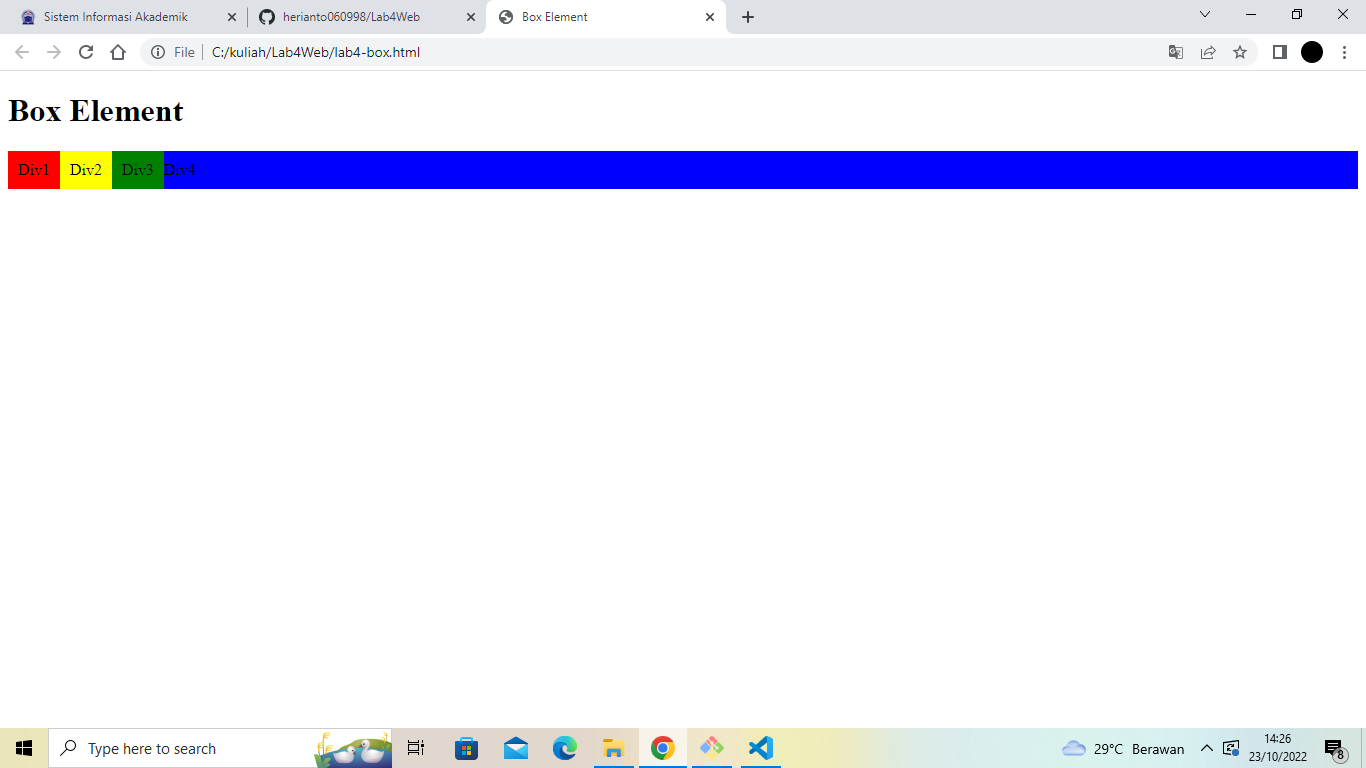 Sistem Informasi Akademik
herianto060998/Lab4Web
Box Element
File
C:/kuliah/Lab4Web/lab4-box.html
Box Element
Div1 Div2 Div3 Div4
Type here to search
29°C Berawan
14:26
23/10/2022
8